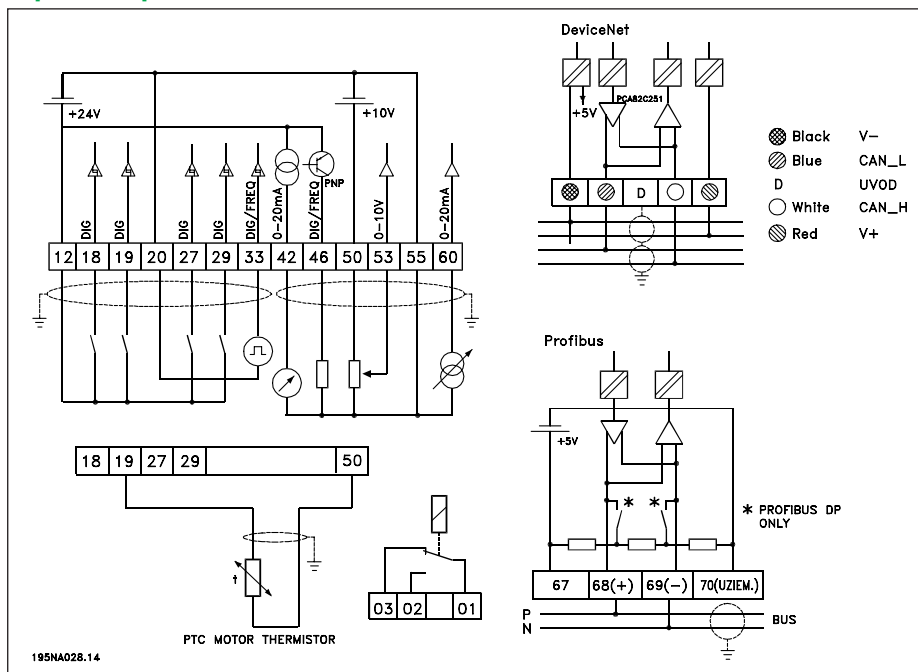 DeviceNet
+5V
PCA82C251
Black V-
Blue CAN_L
D UVOD
White CAN_H
Red V+
D
+24V
+10V
PNP
DIG
DIG
DIG
DIG
DIG/FREQ
0-20mA
DIG/FREQ
0-10V
0-20mA
12 18 19 20 27 29 33 42 46 50 53 55 60
18 19 27 29 50
t
PTC MOTOR THERMISTOR
03 02 01
Profibus
+5V
* *
* PROFIBUS DP
ONLY
67 68(+) 69(-) 70(UZIEM.)
P
N
BUS
195NA028.14